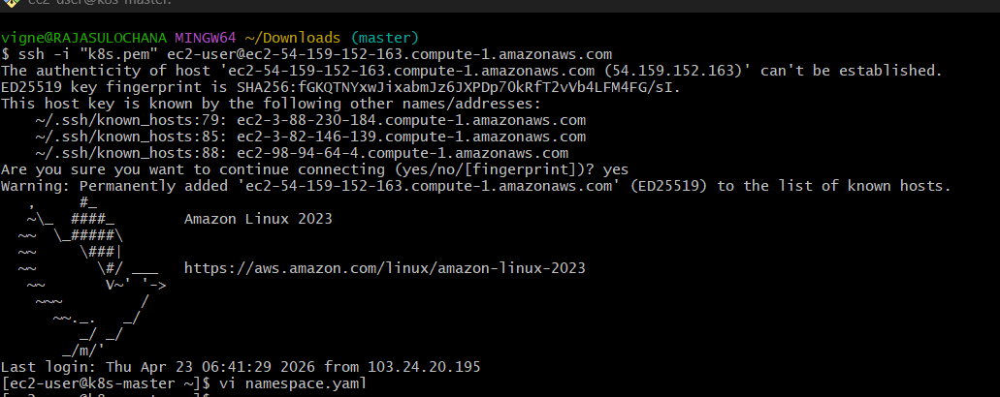 ec2-user@k8s-master:
vigne@RAJASULOCHANA MINGW64 ~/Downloads (master)
$ ssh -i "k8s.pem" ec2-user@ec2-54-159-152-163.compute-1.amazonaws.com
The authenticity of host 'ec2-54-159-152-163.compute-1.amazonaws.com (54.159.152.163)' can't be established.
ED25519 key fingerprint is SHA256:fGKQTNYxwJixabmJz6JXPDp7OkRfT2vVb4LFM4FG/sI.
This host key is known by the following other names/addresses:
    ~/.ssh/known_hosts:79: ec2-3-88-230-184.compute-1.amazonaws.com
    ~/.ssh/known_hosts:85: ec2-3-82-146-139.compute-1.amazonaws.com
    ~/.ssh/known_hosts:88: ec2-98-94-64-4.compute-1.amazonaws.com
Are you sure you want to continue connecting (yes/no/[fingerprint])? yes
Warning: Permanently added 'ec2-54-159-152-163.compute-1.amazonaws.com' (ED25519) to the list of known hosts.
   ,     #_
   ~\_  ####_        Amazon Linux 2023
  ~~  \_#####\
  ~~     \###|
  ~~       \#/ ___   https://aws.amazon.com/linux/amazon-linux-2023
   ~~       V~' '->
    ~~~         /
      ~~._.   _/
         _/ _/
       _/m/'
Last login: Thu Apr 23 06:41:29 2026 from 103.24.20.195
[ec2-user@k8s-master ~]$ vi namespace.yaml
[ec2-user@k8s-master ~]$